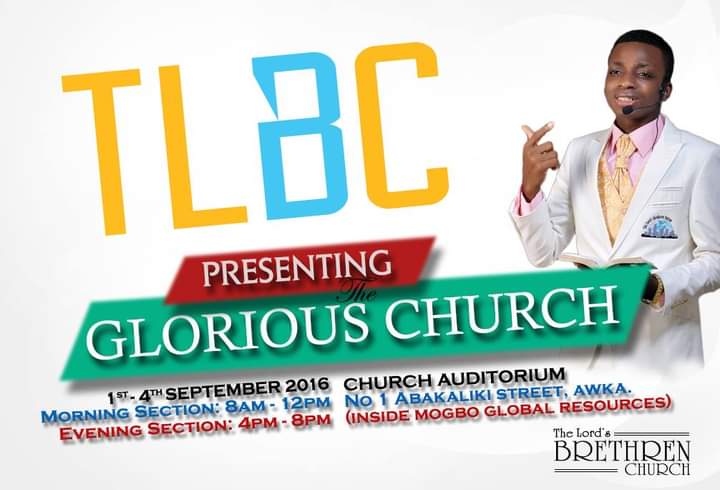 TLBC
PRESENTING
The
GLORIOUS CHURCH
1ST - 4TH SEPTEMBER 2016
MORNING SECTION: 8AM - 12PM
EVENING SECTION: 4PM - 8PM
CHURCH AUDITORIUM
NO 1 ABAKALIKI STREET, AWKA.
(INSIDE MOGBO GLOBAL RESOURCES)
The Lord's
BRETHREN
CHURCH